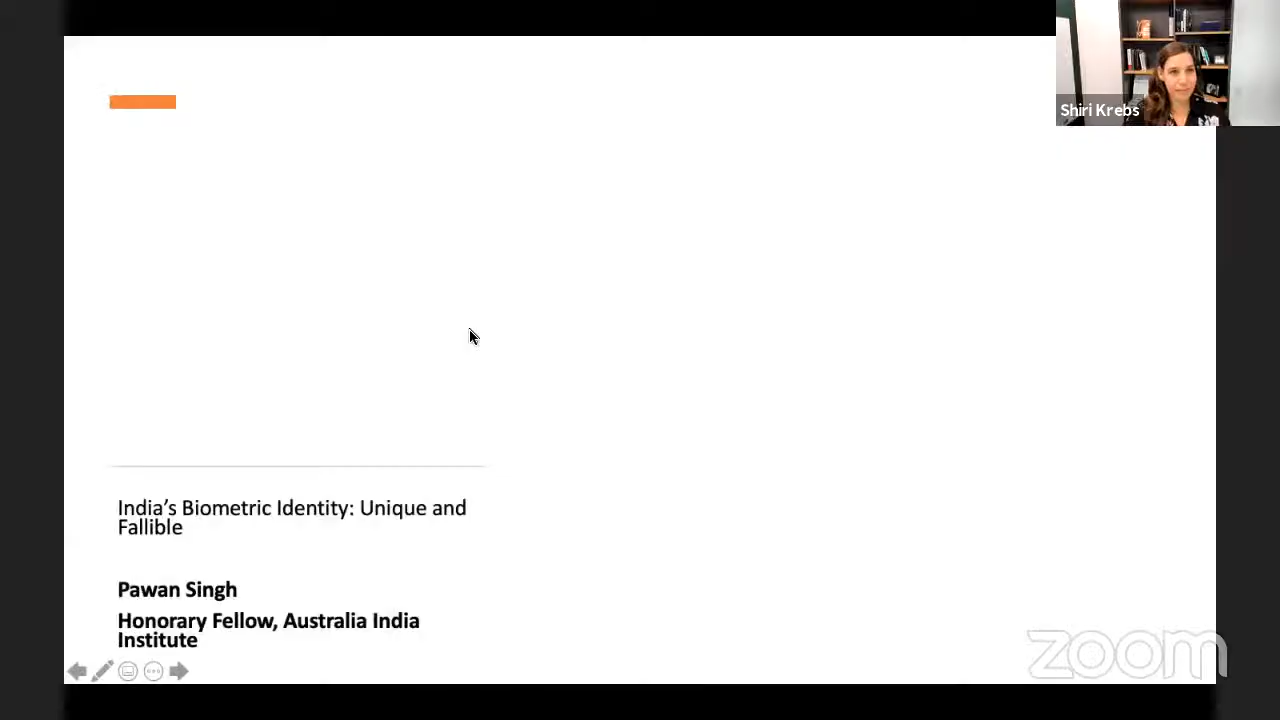 Shiri Krebs
India's Biometric Identity: Unique and
Fallible
Pawan Singh
Honorary Fellow, Australia India
Institute
zoom